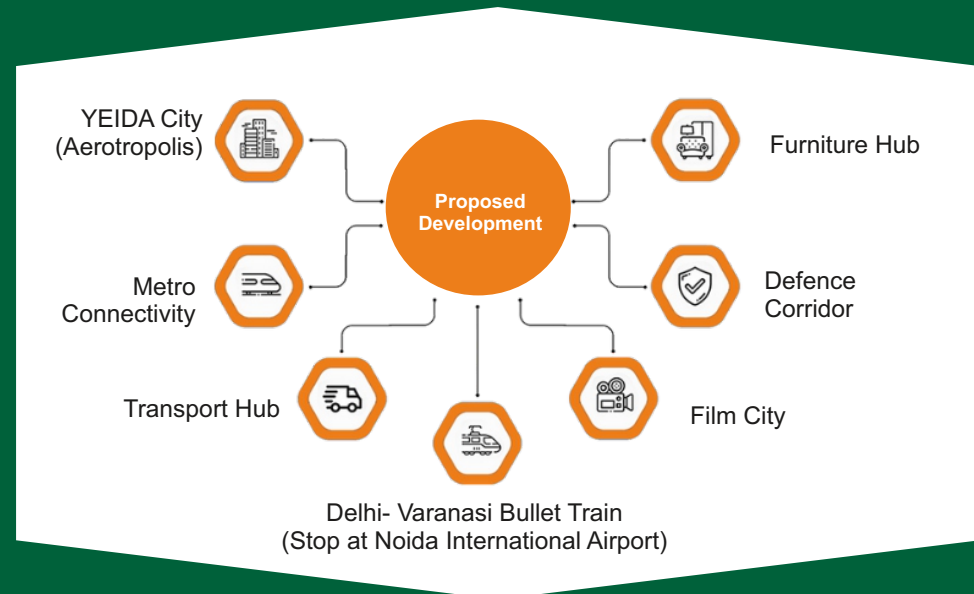 YEIDA City
(Aerotropolis)
Metro
Connectivity
Transport Hub
Proposed
Development
Delhi- Varanasi Bullet Train
(Stop at Noida International Airport)
Furniture Hub
Defence
Corridor
Film City